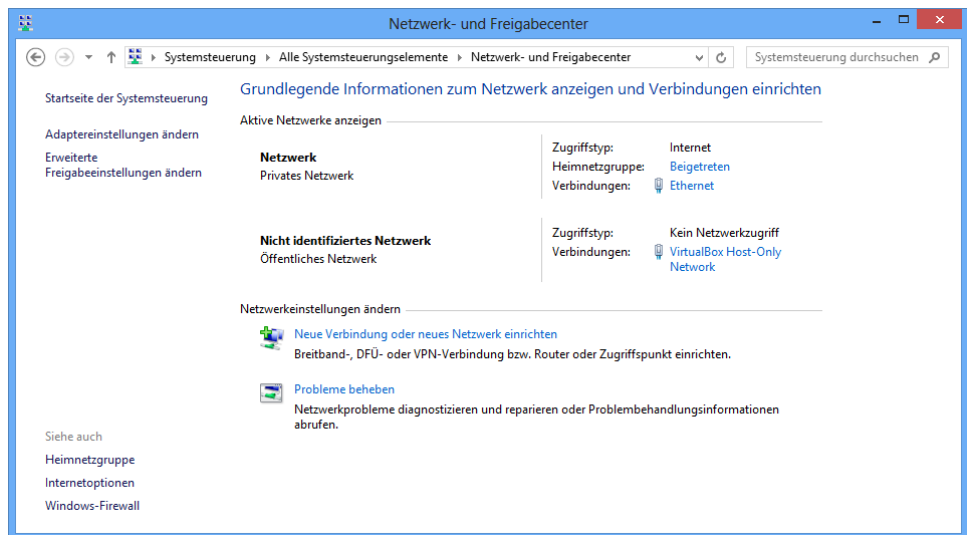 Netzwerk- und Freigabecenter
Systemsteuerung Alle Systemsteuerungselemente Netzwerk- und Freigabecenter
Systemsteuerung durchsuchen
Startseite der Systemsteuerung
Adaptereinstellungen ändern
Erweiterte
Freigabeeinstellungen ändern
Grundlegende Informationen zum Netzwerk anzeigen und Verbindungen einrichten
Aktive Netzwerke anzeigen
Netzwerk
Privates Netzwerk
Zugriffstyp: Internet
Heimnetzgruppe: Beigetreten
Verbindungen: Ethernet
Nicht identifiziertes Netzwerk
Öffentliches Netzwerk
Zugriffstyp: Kein Netzwerkzugriff
Verbindungen: VirtualBox Host-Only
Network
Netzwerkeinstellungen ändern
Neue Verbindung oder neues Netzwerk einrichten
Breitband-, DFÜ- oder VPN-Verbindung bzw. Router oder Zugriffspunkt einrichten.
Probleme beheben
Netzwerkprobleme diagnostizieren und reparieren oder Problembehandlungsinformationen
abrufen.
Siehe auch
Heimnetzgruppe
Internetoptionen
Windows-Firewall